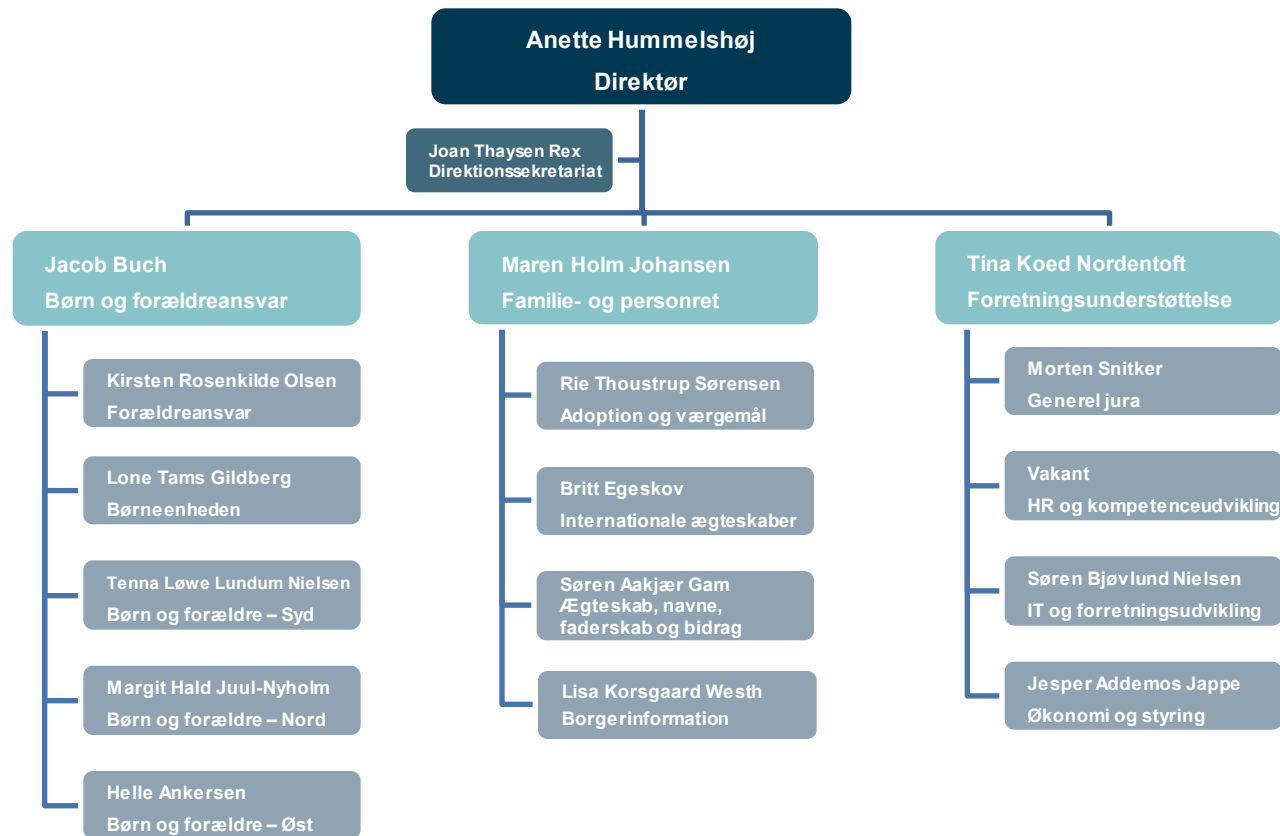 Anette Hummelshøj
Direktør
Joan Thaysen Rex
Direktionssekretariat
Jacob Buch
Børn og forældreansvar
Kirsten Rosenkilde Olsen
Forældreansvar
Lone Tams Gildberg
Børneenheden
Tenna Løwe Lundum Nielsen
Børn og forældre – Syd
Margit Hald Juul-Nyholm
Børn og forældre – Nord
Helle Ankersen
Børn og forældre – Øst
Maren Holm Johansen
Familie- og personret
Rie Thoustrup Sørensen
Adoption og værgemål
Britt Egeskov
Internationale ægteskaber
Søren Aakjær Gam
Ægteskab, navne,
faderskab og bidrag
Lisa Korsgaard Westh
Borgerinformation
Tina Koed Nordentoft
Forretningsunderstøttelse
Morten Snitker
Generel jura
Vakant
HR og kompetenceudvikling
Søren Bjøvlund Nielsen
IT og forretningsudvikling
Jesper Addemos Jappe
Økonomi og styring